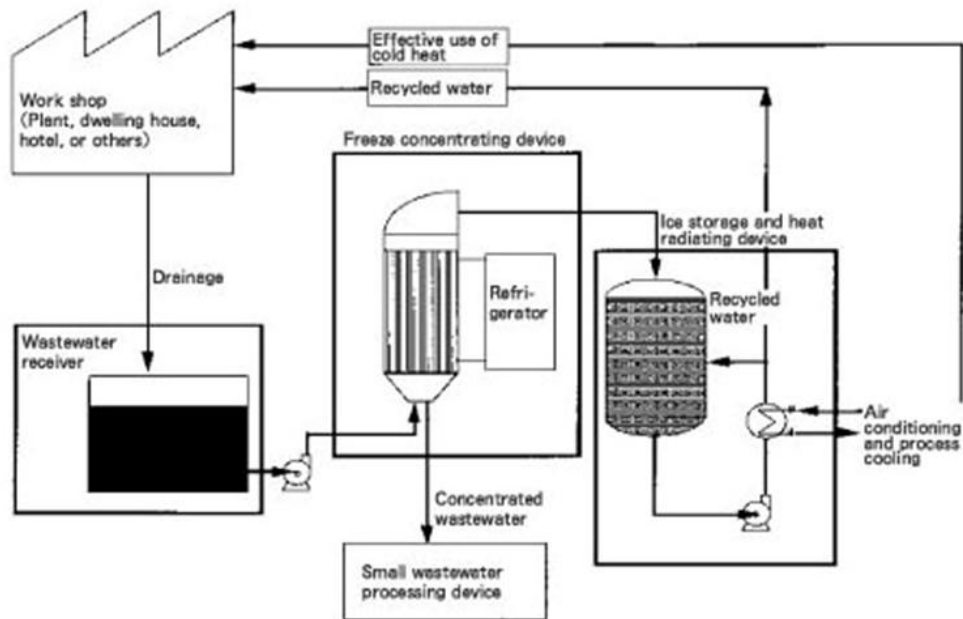 Effective use of
cold heat
Recycled water
Work shop
(Plant, dwelling house,
hotel, or others)
Freeze concentrating device
Ice storage and heat
radiating device
Drainage
Refri-
gerator
Recycled
water
Wastewater
receiver
Air
conditioning
and process
cooling
Concentrated
wastewater
Small wastewater
processing device